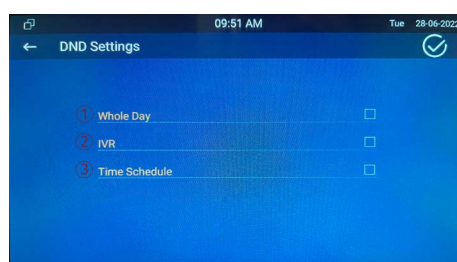 09:51 AM
Tue 28-06-2022
DND Settings
① Whole Day
② IVR
③ Time Schedule